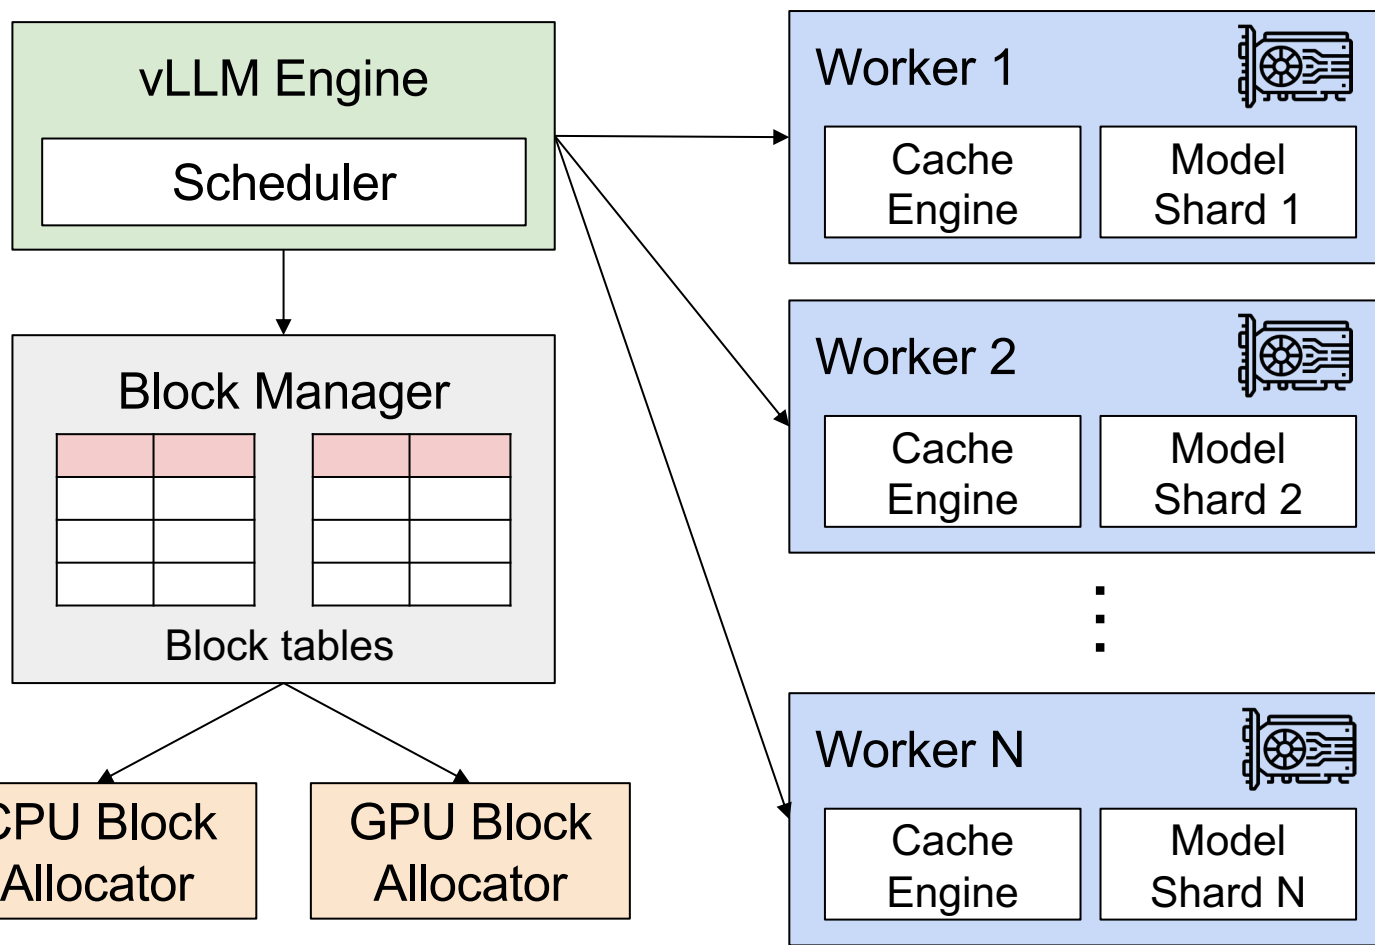 vLLM Engine
Scheduler
Block Manager
Block tables
CPU Block
Allocator
GPU Block
Allocator
Worker 1
Cache
Engine
Model
Shard 1
Worker 2
Cache
Engine
Model
Shard 2
Worker N
Cache
Engine
Model
Shard N